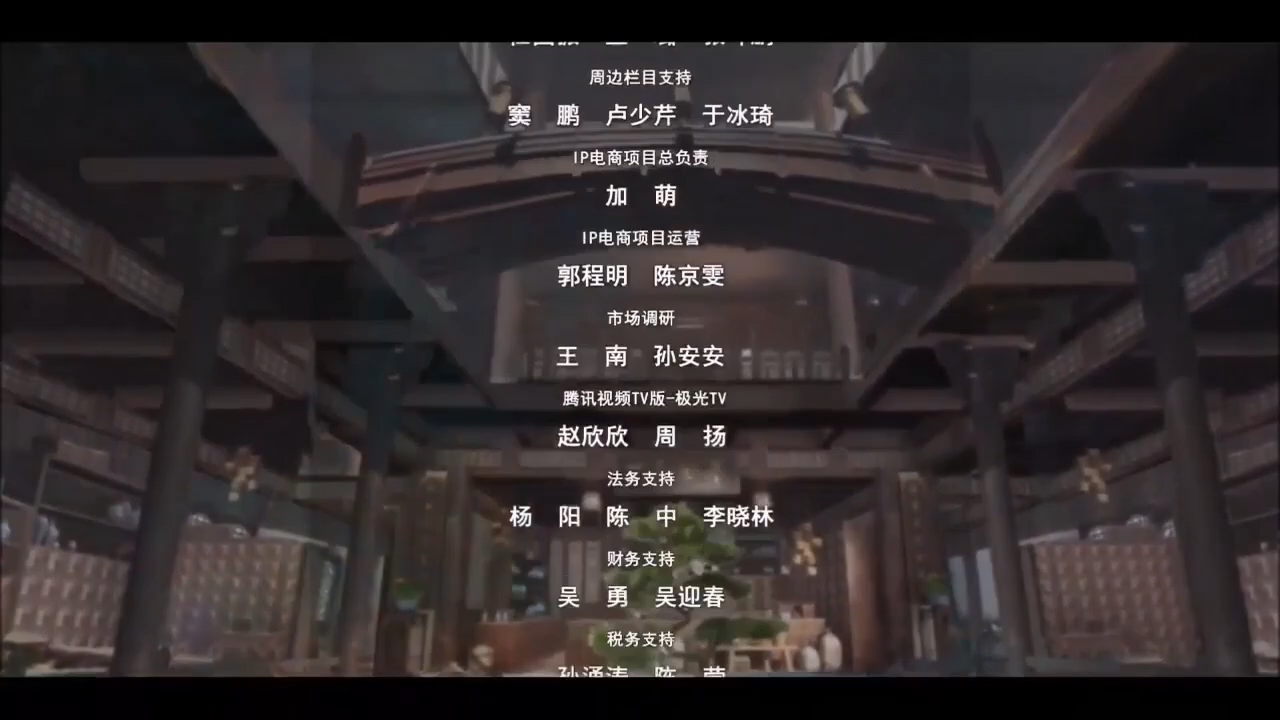 周边栏目支持
窦　鹏　卢少芹　于冰琦
IP电商项目总负责
加　萌
IP电商项目运营
郭程明　陈京雯
市场调研
王　南　孙安安
腾讯视频TV版-极光TV
赵欣欣　周　扬
法务支持
杨　阳　陈　中　李晓林
财务支持
吴　勇　吴迎春
税务支持